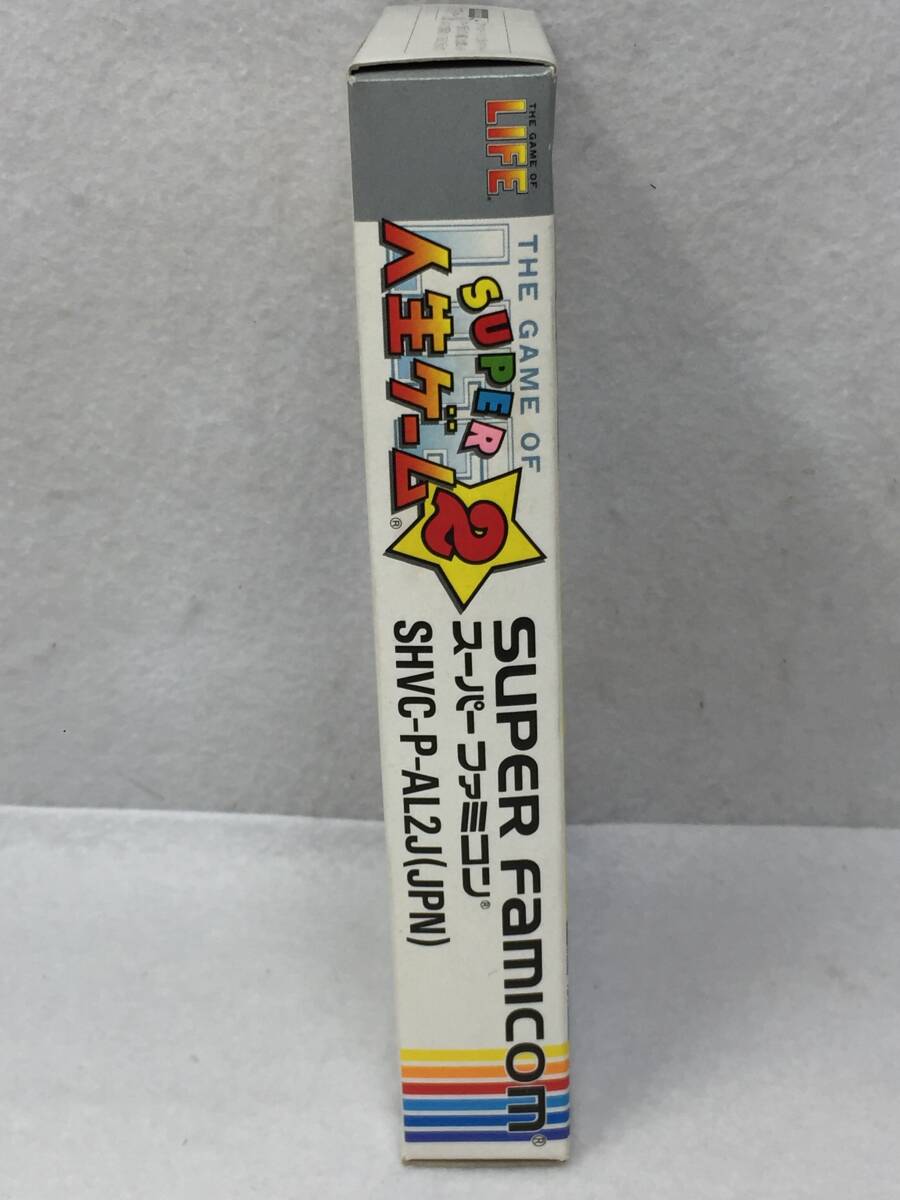 THE GAME OF
LIFE®
THE GAME OF
SUPER
人生ゲーム®
2
SUPER FAMICOM®
スーパーファミコン®
SHVC-P-AL2J(JPN)